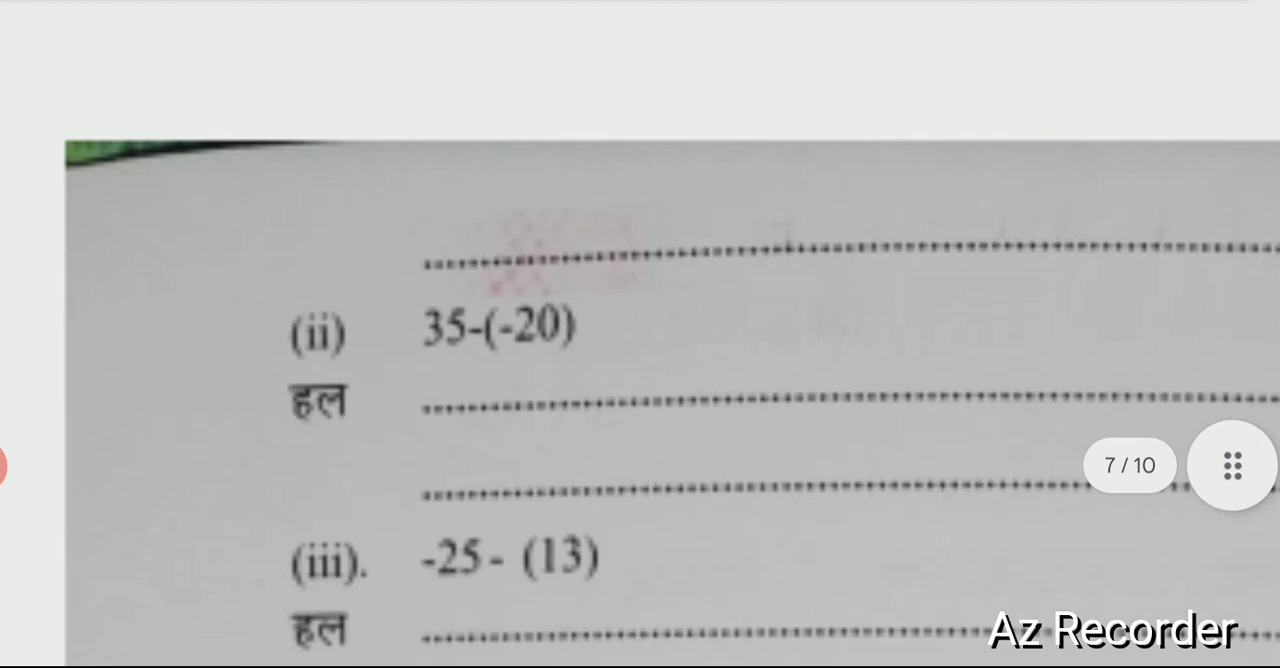 (ii) 35-(-20)
हल
7 / 10
(iii). -25- (13)
हल
Az Recorder